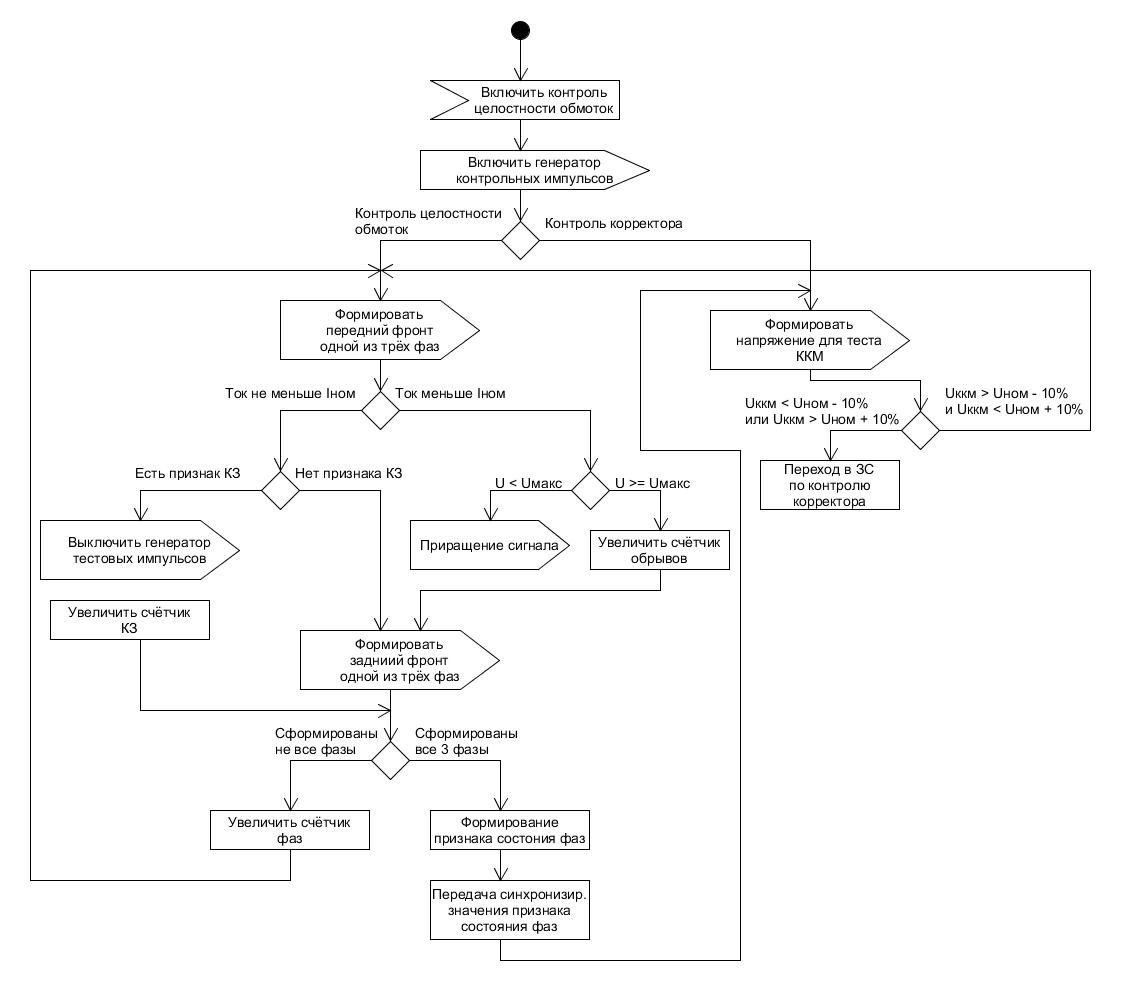 Включить контроль
целостности обмоток
Включить генератор
контрольных импульсов
Контроль целостности
обмоток
Контроль корректора
Формировать
передний фронт
одной из трёх фаз
Формировать
напряжение для теста
ККМ
Ток не меньше Iном
Ток меньше Iном
Uккм < Uном - 10%
или Uккм > Uном + 10%
Uккм > Uном - 10%
и Uккм < Uном + 10%
Переход в ЗС
по контролю
корректора
Есть признак КЗ
Нет признака КЗ
U < Uмакс
U >= Uмакс
Выключить генератор
тестовых импульсов
Приращение сигнала
Увеличить счётчик
обрывов
Увеличить счётчик
КЗ
Формировать
задниий фронт
одной из трёх фаз
Сформированы
не все фазы
Сформированы
все 3 фазы
Увеличить счётчик
фаз
Формирование
признака состония фаз
Передача синхронизир.
значения признака
состояния фаз